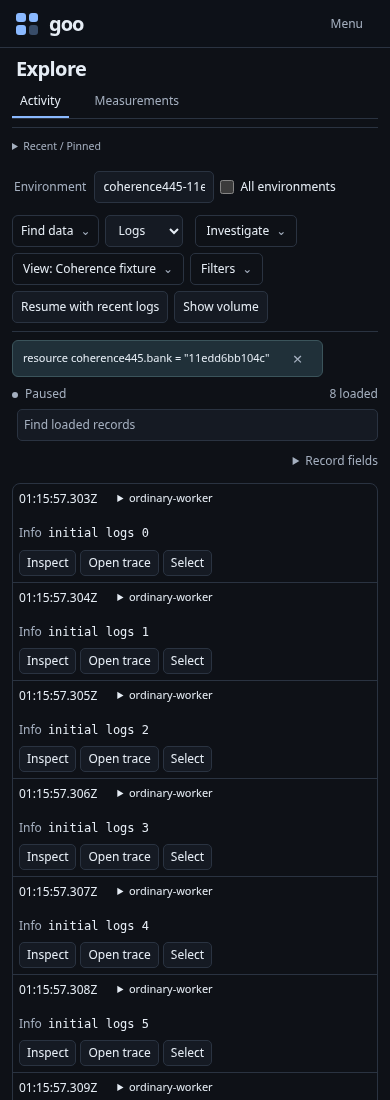 goo Menu
Explore
Activity Measurements
Recent / Pinned
Environment coherence445-11e All environments
Find data Logs Investigate
View: Coherence fixture Filters
Resume with recent logs Show volume
resource coherence445.bank = "11edd6bb104c" ×
Paused 8 loaded
Find loaded records
Record fields
01:15:57.303Z ordinary-worker
Info initial logs 0
Inspect Open trace Select
01:15:57.304Z ordinary-worker
Info initial logs 1
Inspect Open trace Select
01:15:57.305Z ordinary-worker
Info initial logs 2
Inspect Open trace Select
01:15:57.306Z ordinary-worker
Info initial logs 3
Inspect Open trace Select
01:15:57.307Z ordinary-worker
Info initial logs 4
Inspect Open trace Select
01:15:57.308Z ordinary-worker
Info initial logs 5
Inspect Open trace Select
01:15:57.309Z ordinary-worker